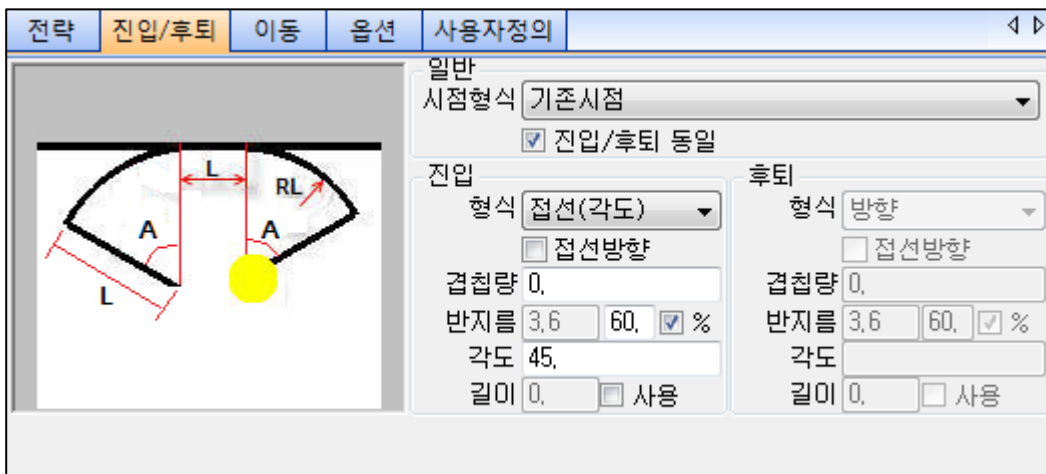 전략 진입/후퇴 이동 옵션 사용자정의
일반
시점형식 기존시점
진입/후퇴 동일
L
RL
A
A
L
진입
형식 접선(각도)
접선방향
겹칩량 0,
반지름 3,6 60, %
각도 45,
길이 0, 사용
후퇴
형식 방향
접선방향
겹칩량 0,
반지름 3,6 60, %
각도
길이 0, 사용